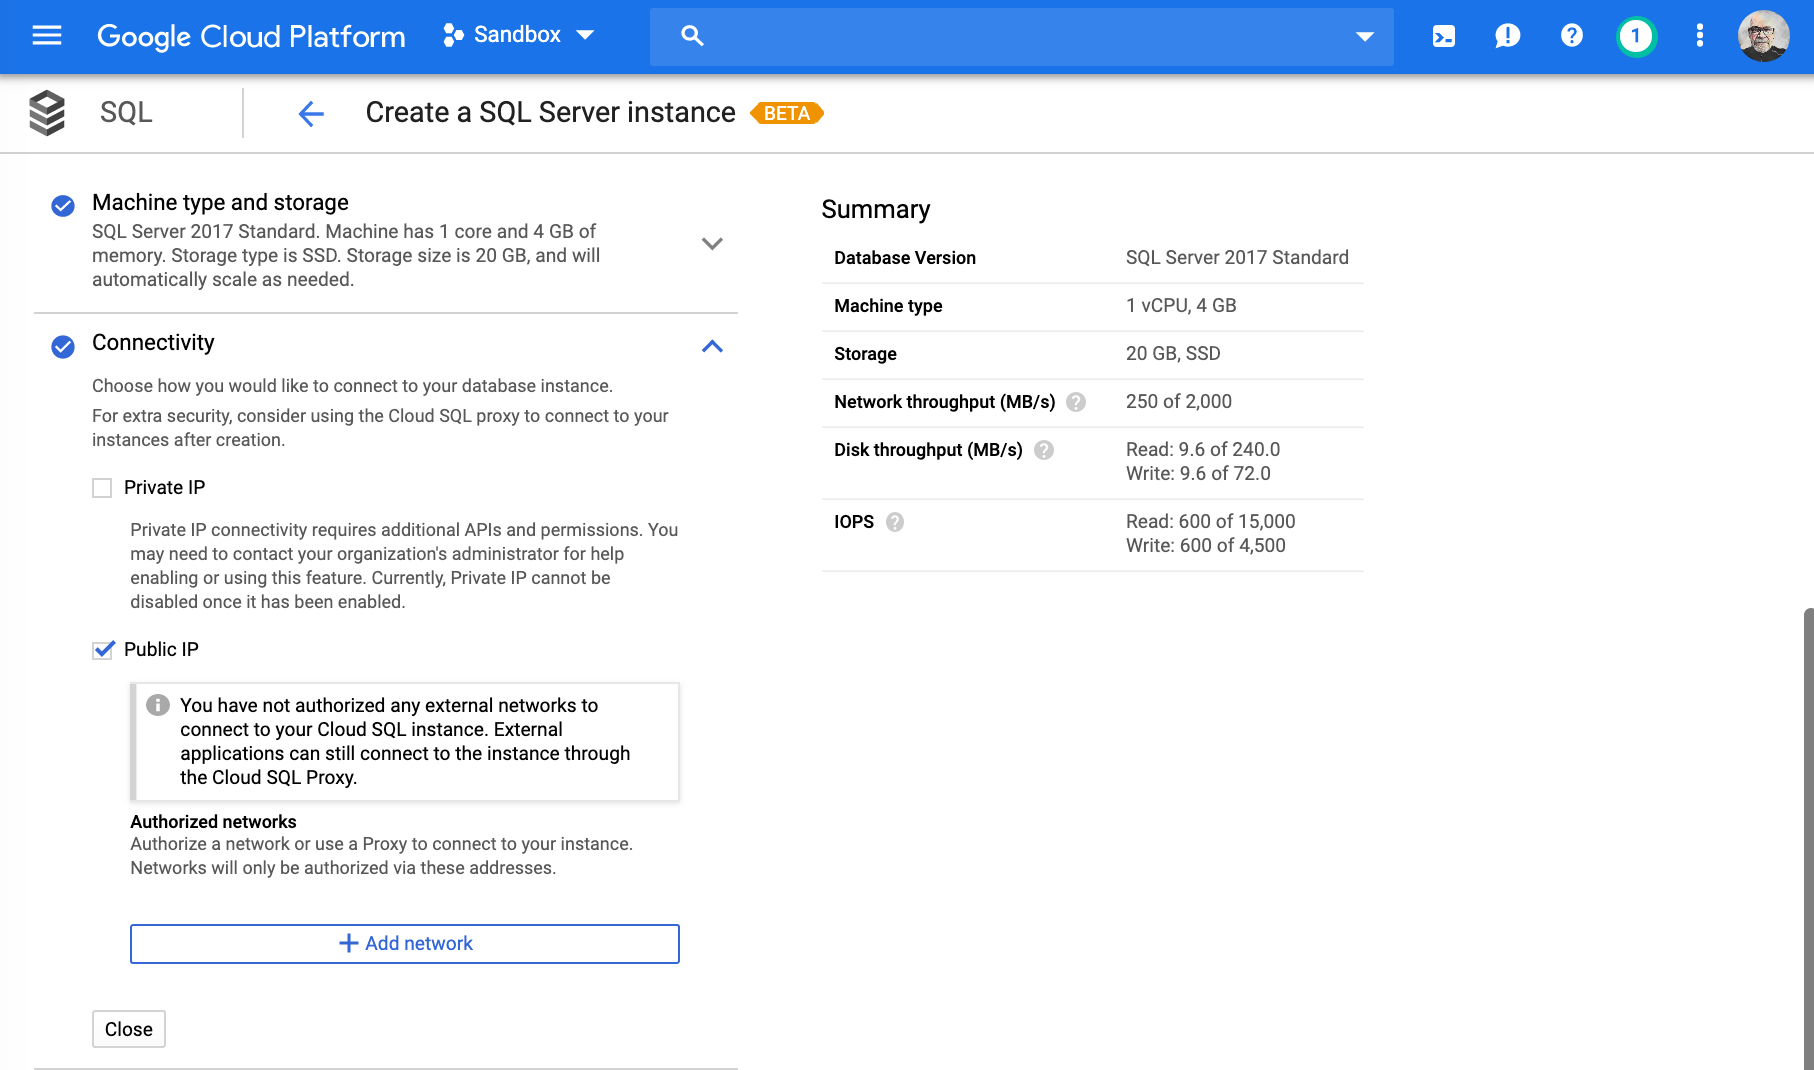 Google Cloud Platform
Sandbox
1
SQL
Create a SQL Server instance
BETA
Machine type and storage
SQL Server 2017 Standard. Machine has 1 core and 4 GB of
memory. Storage type is SSD. Storage size is 20 GB, and will
automatically scale as needed.
Connectivity
Choose how you would like to connect to your database instance.
For extra security, consider using the Cloud SQL proxy to connect to your
instances after creation.
Private IP
Private IP connectivity requires additional APIs and permissions. You
may need to contact your organization's administrator for help
enabling or using this feature. Currently, Private IP cannot be
disabled once it has been enabled.
Public IP
You have not authorized any external networks to
connect to your Cloud SQL instance. External
applications can still connect to the instance through
the Cloud SQL Proxy.
Authorized networks
Authorize a network or use a Proxy to connect to your instance.
Networks will only be authorized via these addresses.
Add network
Close
Summary
Database Version SQL Server 2017 Standard
Machine type 1 vCPU, 4 GB
Storage 20 GB, SSD
Network throughput (MB/s) ? 250 of 2,000
Disk throughput (MB/s) ? Read: 9.6 of 240.0
Write: 9.6 of 72.0
IOPS ? Read: 600 of 15,000
Write: 600 of 4,500